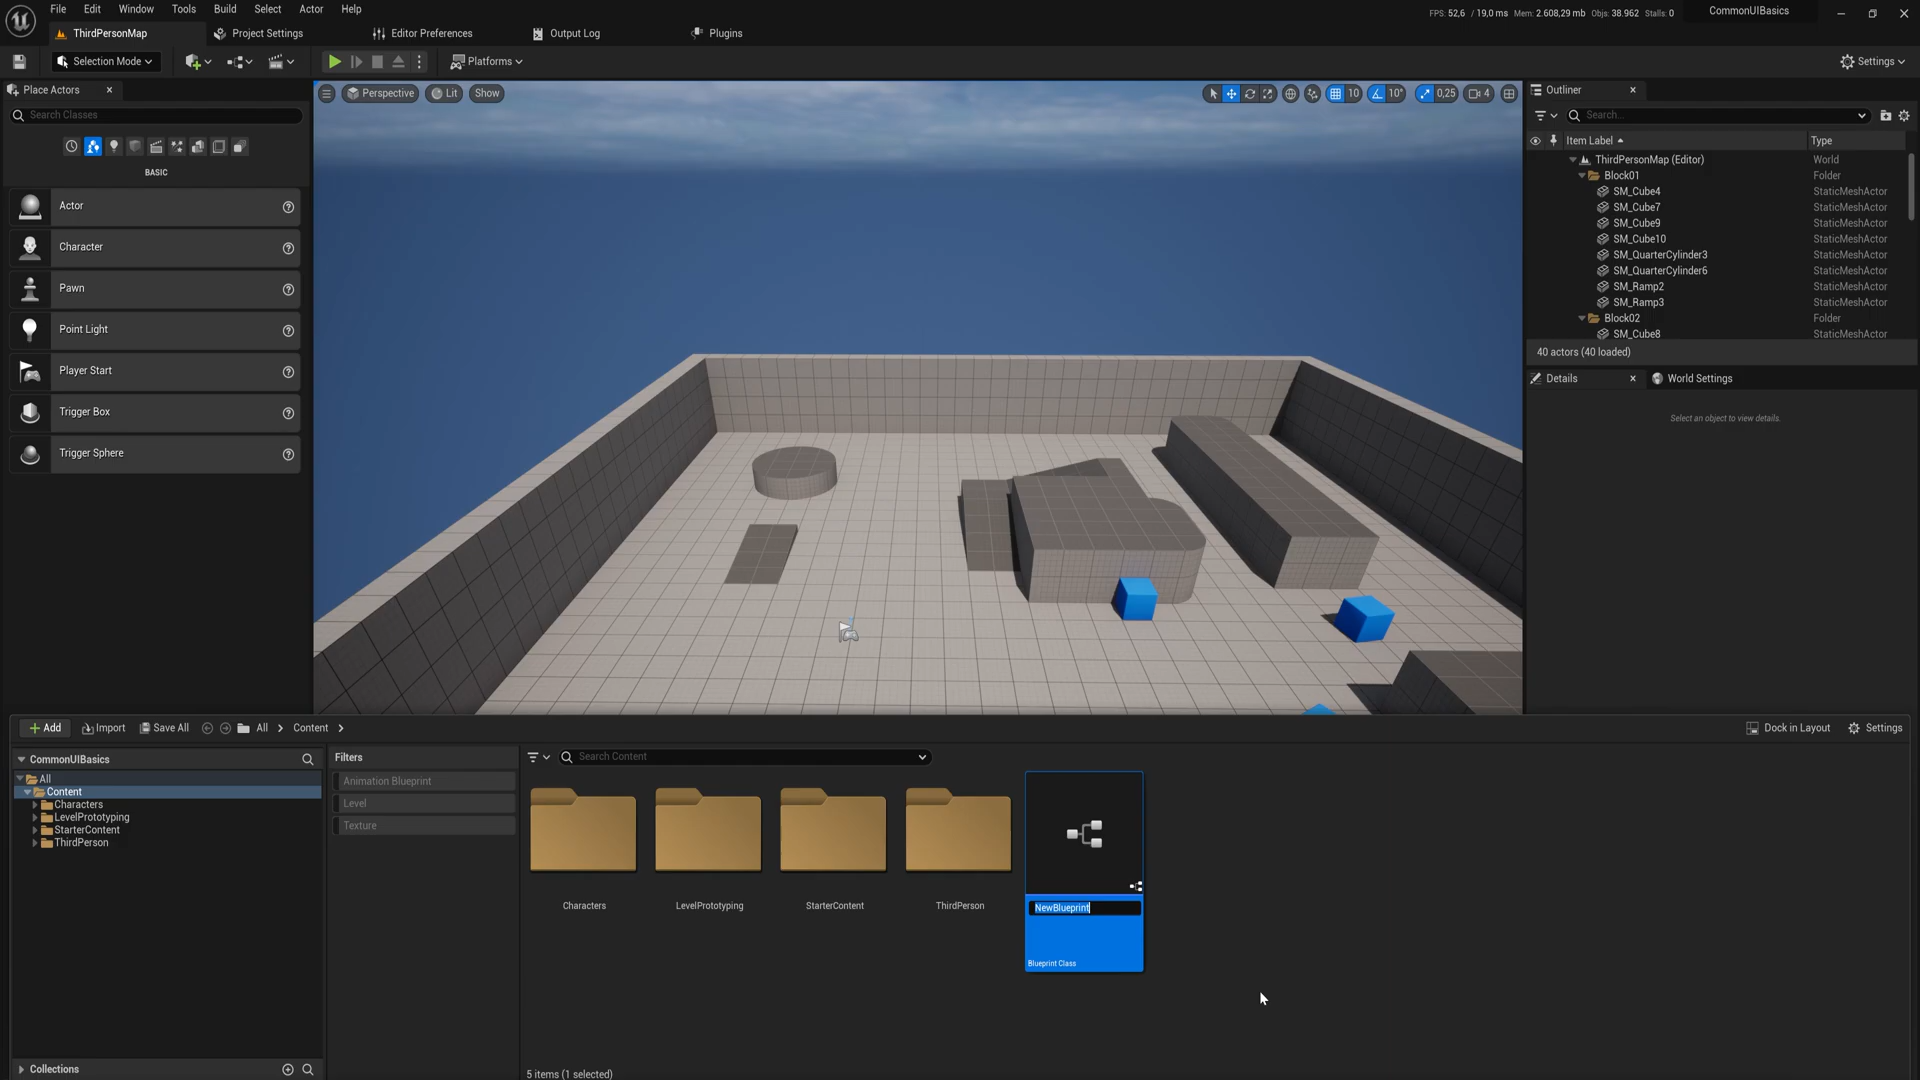 File Edit Window Tools Build Select Actor Help
FPS: 52,6 / 19,0 ms Mem: 2.608,29 mb Objs: 38.962 Stalls: 0
CommonUIBasics
ThirdPersonMap
Project Settings
Editor Preferences
Output Log
Plugins
Selection Mode
Platforms
Settings
Place Actors
Search Classes
BASIC
Actor
Character
Pawn
Point Light
Player Start
Trigger Box
Trigger Sphere
Perspective
Lit
Show
10
10°
0,25
4
Outliner
Search...
Item Label Type
ThirdPersonMap (Editor) World
Block01 Folder
SM_Cube4 StaticMeshActor
SM_Cube7 StaticMeshActor
SM_Cube9 StaticMeshActor
SM_Cube10 StaticMeshActor
SM_QuarterCylinder3 StaticMeshActor
SM_QuarterCylinder6 StaticMeshActor
SM_Ramp2 StaticMeshActor
SM_Ramp3 StaticMeshActor
Block02 Folder
SM_Cube8 StaticMeshActor
40 actors (40 loaded)
Details
World Settings
Select an object to view details.
Add
Import
Save All
All
Content
Dock in Layout
Settings
CommonUIBasics
All
Content
Characters
LevelPrototyping
StarterContent
ThirdPerson
Collections
Filters
Animation Blueprint
Level
Texture
Search Content
Characters
LevelPrototyping
StarterContent
ThirdPerson
NewBlueprint
Blueprint Class
5 items (1 selected)